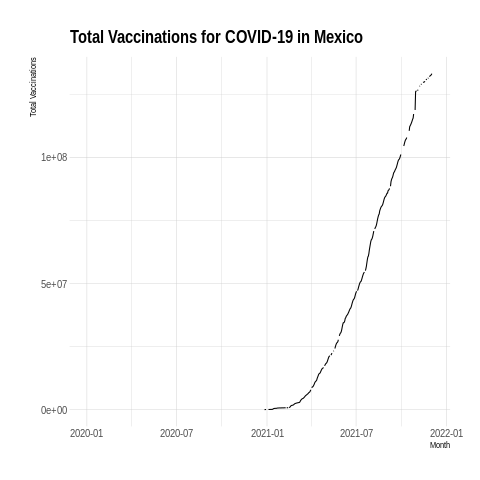 Total Vaccinations for COVID-19 in Mexico
Total Vaccinations
1e+08
5e+07
0e+00
2020-01 2020-07 2021-01 2021-07 2022-01
Month